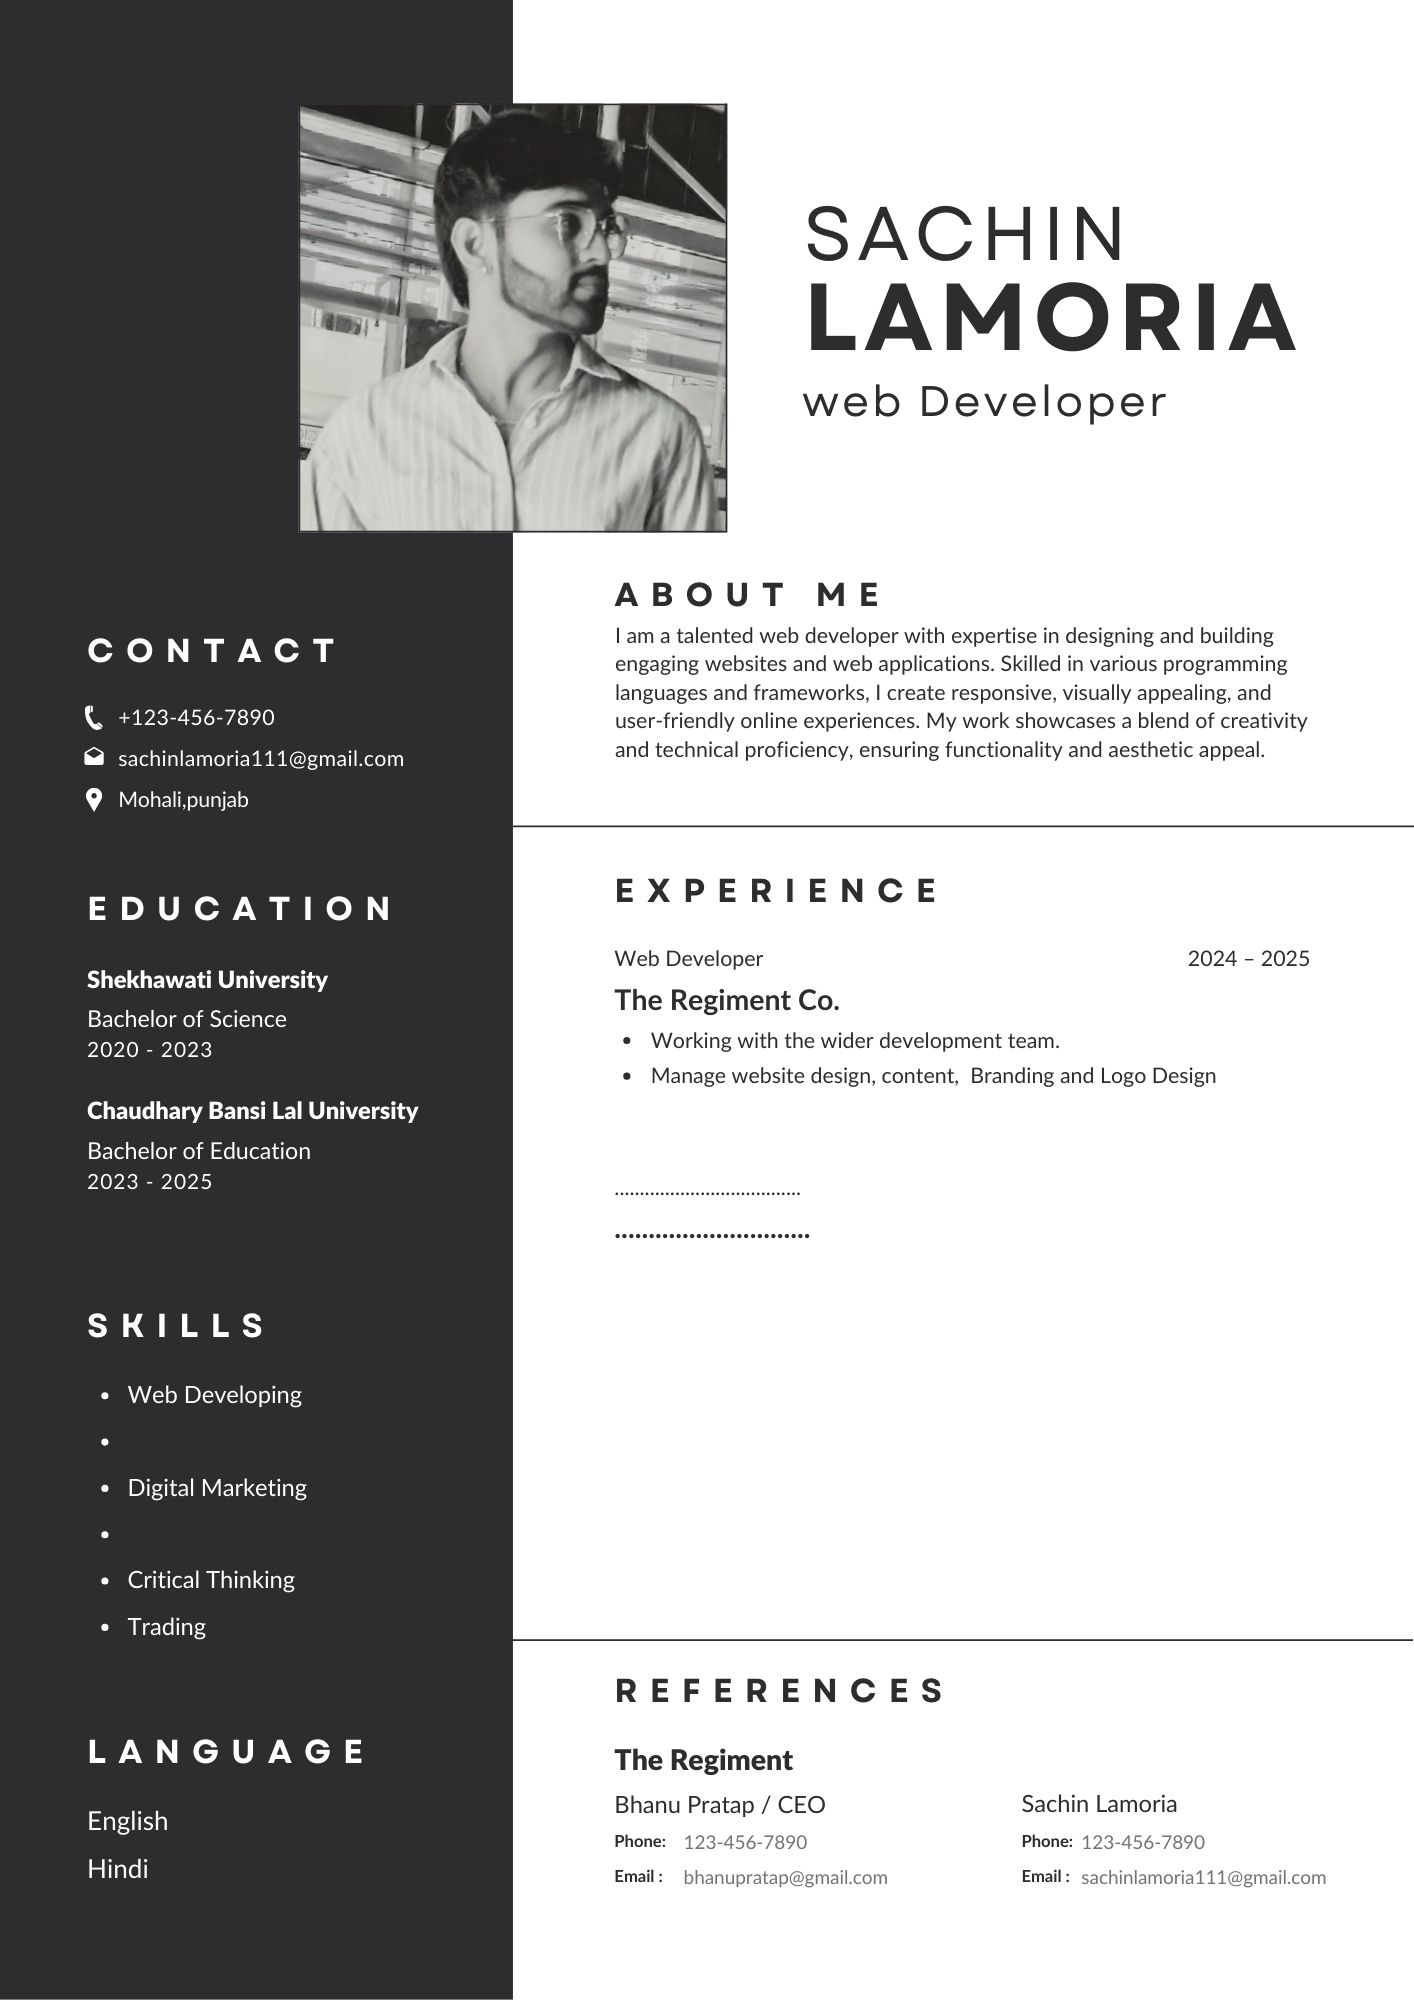 SACHIN
LAMORIA
web Developer
CONTACT
+123-456-7890
sachinlamoria111@gmail.com
Mohali,punjab
EDUCATION
Shekhawati University
Bachelor of Science
2020 - 2023
Chaudhary Bansi Lal University
Bachelor of Education
2023 - 2025
SKILLS
• Web Developing
•
• Digital Marketing
•
• Critical Thinking
• Trading
LANGUAGE
English
Hindi
ABOUT ME
I am a talented web developer with expertise in designing and building
engaging websites and web applications. Skilled in various programming
languages and frameworks, I create responsive, visually appealing, and
user-friendly online experiences. My work showcases a blend of creativity
and technical proficiency, ensuring functionality and aesthetic appeal.
EXPERIENCE
Web Developer 2024 – 2025
The Regiment Co.
• Working with the wider development team.
• Manage website design, content,  Branding and Logo Design
.....................................
.............................
REFERENCES
The Regiment
Bhanu Pratap / CEO
Phone: 123-456-7890
Email : bhanupratap@gmail.com
Sachin Lamoria
Phone: 123-456-7890
Email : sachinlamoria111@gmail.com